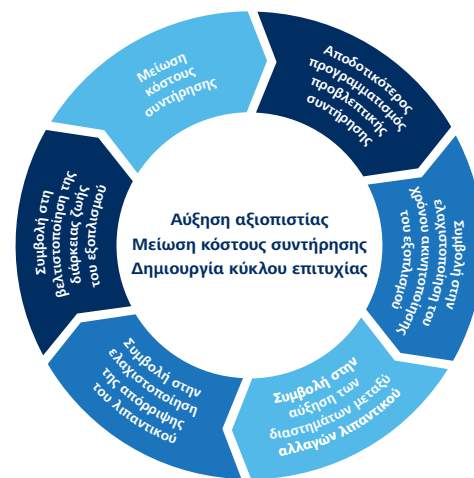 Μείωση
κόστους
συντήρησης
Αποδοτικότερος
προγραμματισμός
προβλεπτικής
συντήρησης
Συμβολή στην
ελαχιστοποίηση του
χρόνου ακινητοποίησης
του εξοπλισμού
Συμβολή στην
αύξηση των
διαστημάτων μεταξύ
αλλαγών λιπαντικού
Συμβολή στην
ελαχιστοποίηση
της απόρριψης
του λιπαντικού
Συμβολή στη
βελτιστοποίηση της
διάρκειας ζωής
του εξοπλισμού
Αύξηση αξιοπιστίας
Μείωση κόστους συντήρησης
Δημιουργία κύκλου επιτυχίας